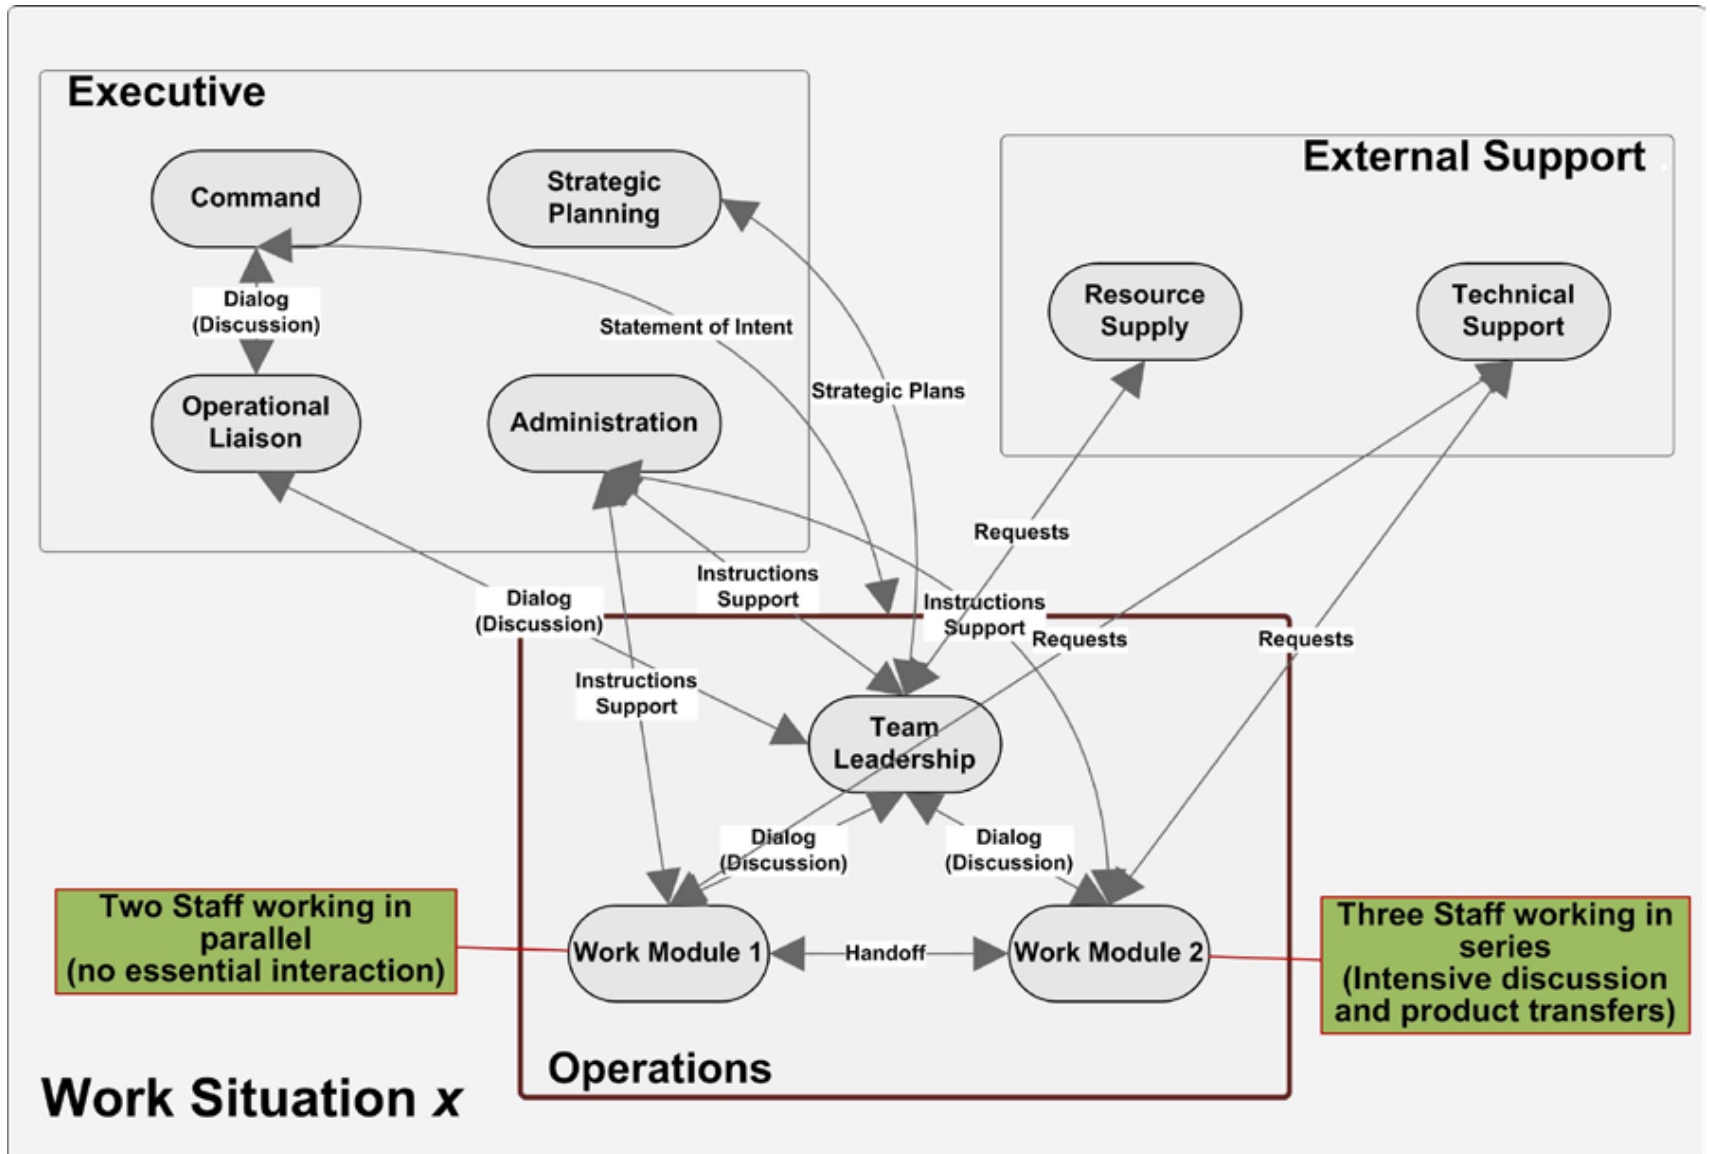 Executive
External Support
Command
Strategic
Planning
Dialog
(Discussion)
Statement of Intent
Resource
Supply
Technical
Support
Strategic Plans
Operational
Liaison
Administration
Requests
Instructions
Support
Dialog
(Discussion)
Instructions
Support
Requests
Requests
Instructions
Support
Team
Leadership
Dialog
(Discussion)
Dialog
(Discussion)
Two Staff working in
parallel
(no essential interaction)
Work Module 1
Handoff
Work Module 2
Three Staff working in
series
(Intensive discussion
and product transfers)
Operations
Work Situation x